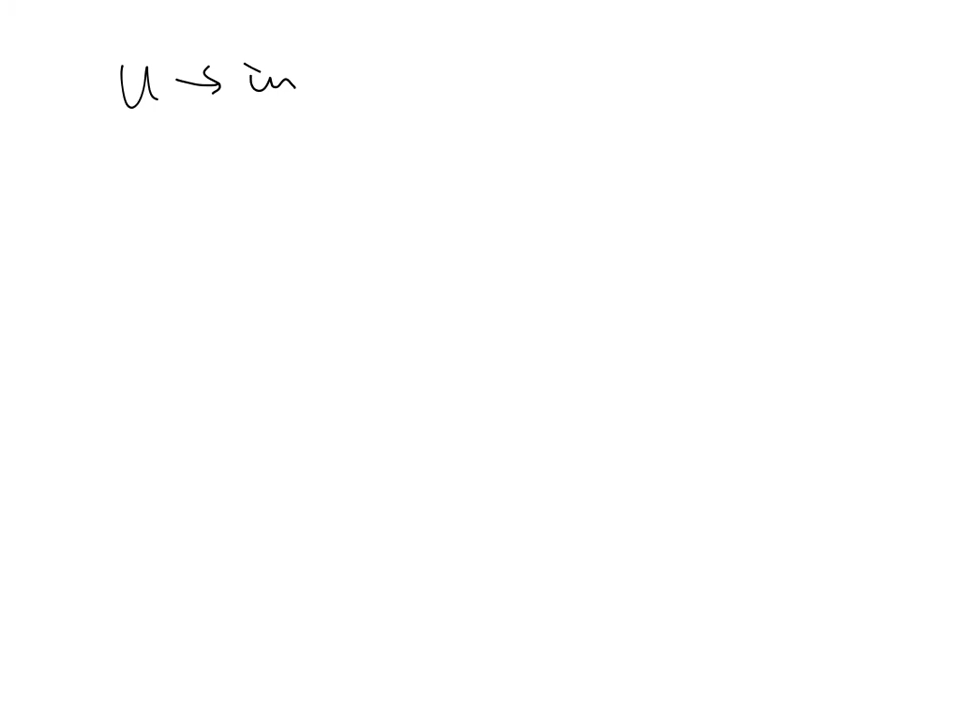 u → in